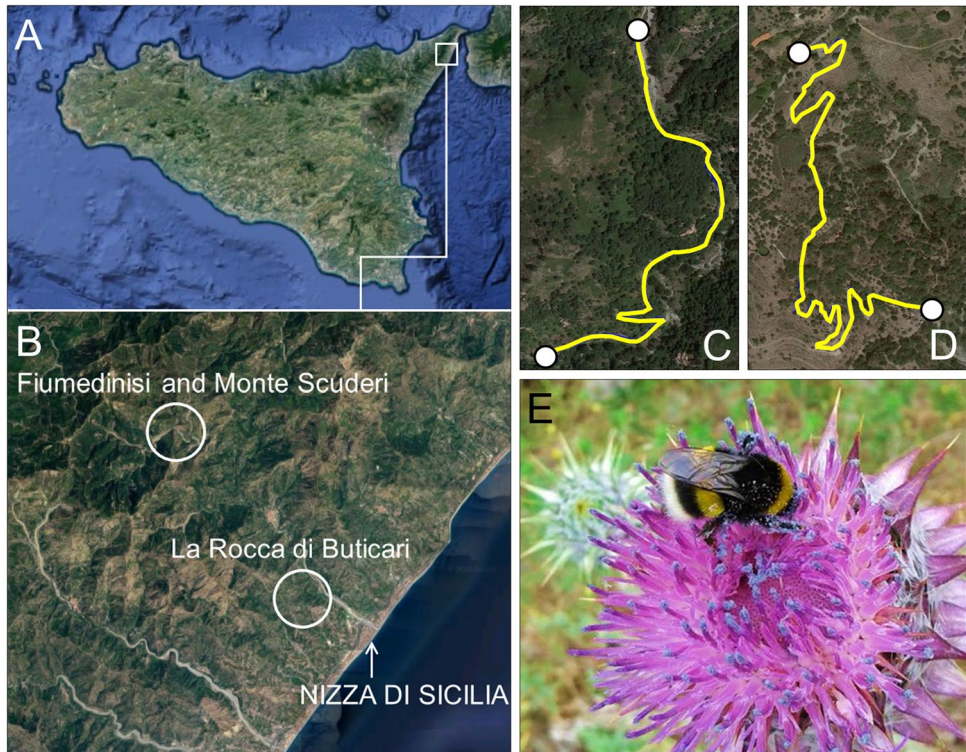 A
B
Fiumedinisi and Monte Scuderi
La Rocca di Buticari
NIZZA DI SICILIA
C
D
E